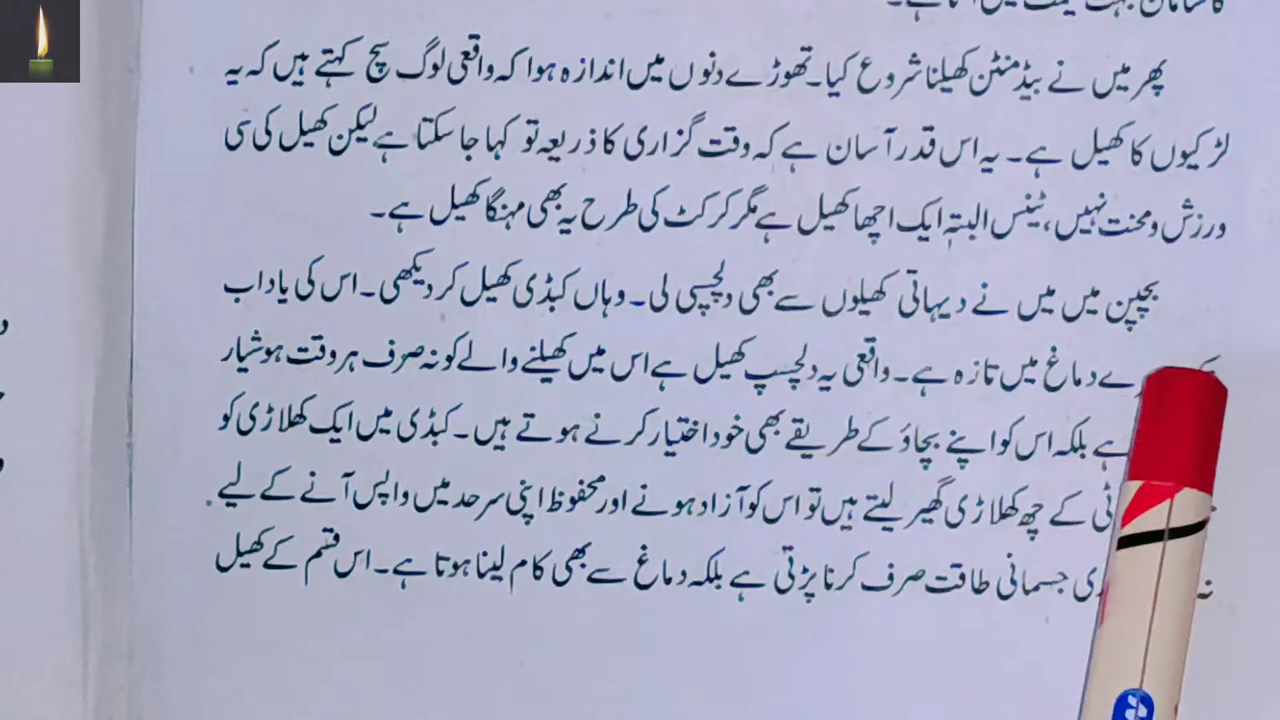 پھر میں نے بیڈمنٹن کھیلنا شروع کیا۔ تھوڑے دنوں میں اندازہ ہوا کہ واقعی لوگ سچ کہتے ہیں کہ یہ
لڑکیوں کا کھیل ہے۔ یہ اس قدر آسان ہے کہ وقت گزاری کا ذریعہ تو کہا جا سکتا ہے لیکن کھیل کی سی
ورزش و محنت نہیں، ٹینس البتہ ایک اچھا کھیل ہے مگر کرکٹ کی طرح یہ بھی مہنگا کھیل ہے۔
بچپن میں میں نے دیہاتی کھیلوں سے بھی دلچسپی لی۔ وہاں کبڈی کھیل کر دیکھی۔ اس کی یاد اب
دماغ میں تازہ ہے۔ واقعی یہ دلچسپ کھیل ہے اس میں کھیلنے والے کو نہ صرف ہر وقت ہوشیار
ہے بلکہ اس کو اپنے بچاؤ کے طریقے بھی خود اختیار کرنے ہوتے ہیں۔ کبڈی میں ایک کھلاڑی کو
کے چھ کھلاڑی گھیر لیتے ہیں تو اس کو آزاد ہونے اور محفوظ اپنی سرحد میں واپس آنے کے لیے
نہ جسمانی طاقت صرف کرنا پڑتی ہے بلکہ دماغ سے بھی کام لینا ہوتا ہے۔ اس قسم کے کھیل